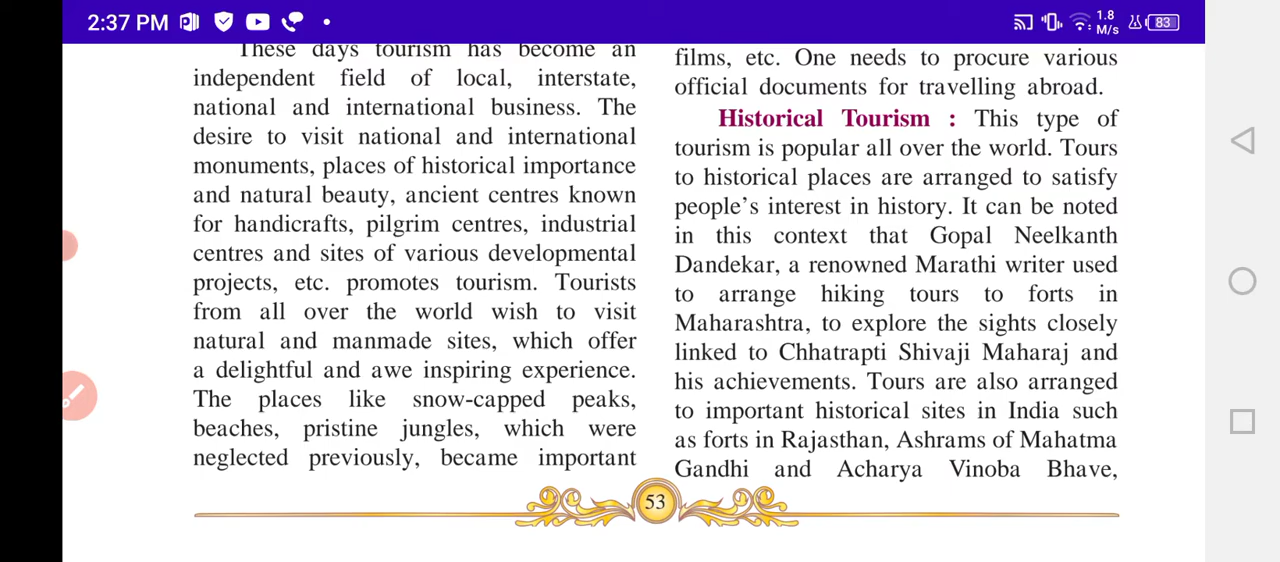 2:37 PM
1.8
M/s
83
These days tourism has become an
independent field of local, interstate,
national and international business. The
desire to visit national and international
monuments, places of historical importance
and natural beauty, ancient centres known
for handicrafts, pilgrim centres, industrial
centres and sites of various developmental
projects, etc. promotes tourism. Tourists
from all over the world wish to visit
natural and manmade sites, which offer
a delightful and awe inspiring experience.
The places like snow-capped peaks,
beaches, pristine jungles, which were
neglected previously, became important
films, etc. One needs to procure various
official documents for travelling abroad.
Historical Tourism : This type of
tourism is popular all over the world. Tours
to historical places are arranged to satisfy
people’s interest in history. It can be noted
in this context that Gopal Neelkanth
Dandekar, a renowned Marathi writer used
to arrange hiking tours to forts in
Maharashtra, to explore the sights closely
linked to Chhatrapti Shivaji Maharaj and
his achievements. Tours are also arranged
to important historical sites in India such
as forts in Rajasthan, Ashrams of Mahatma
Gandhi and Acharya Vinoba Bhave,
53